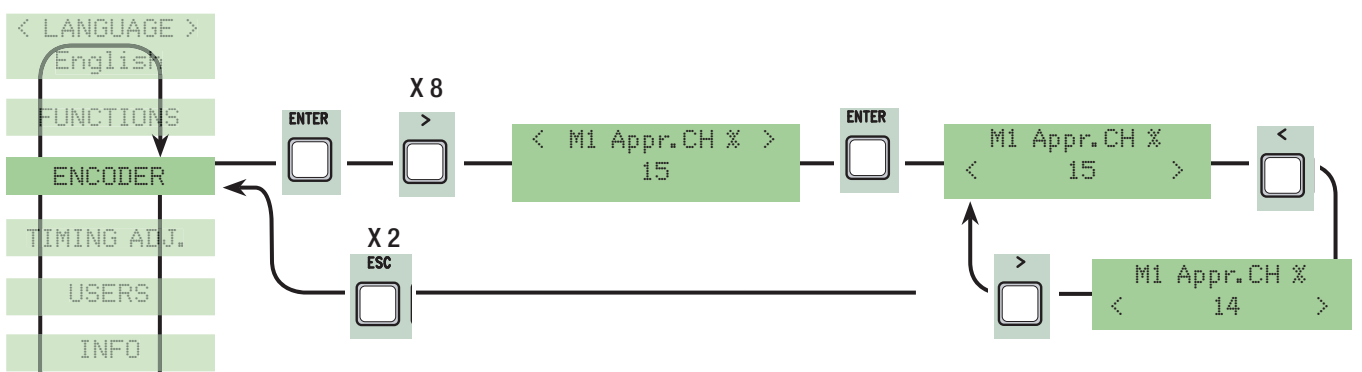 < LANGUAGE >
English
FUNCTIONS
ENCODER
TIMING ADJ.
USERS
INFO
ENTER
X 8
>
< M1 Appr.CH % >
15
ENTER
M1 Appr.CH %
< 15 >
<
M1 Appr.CH %
< 14 >
>
X 2
ESC